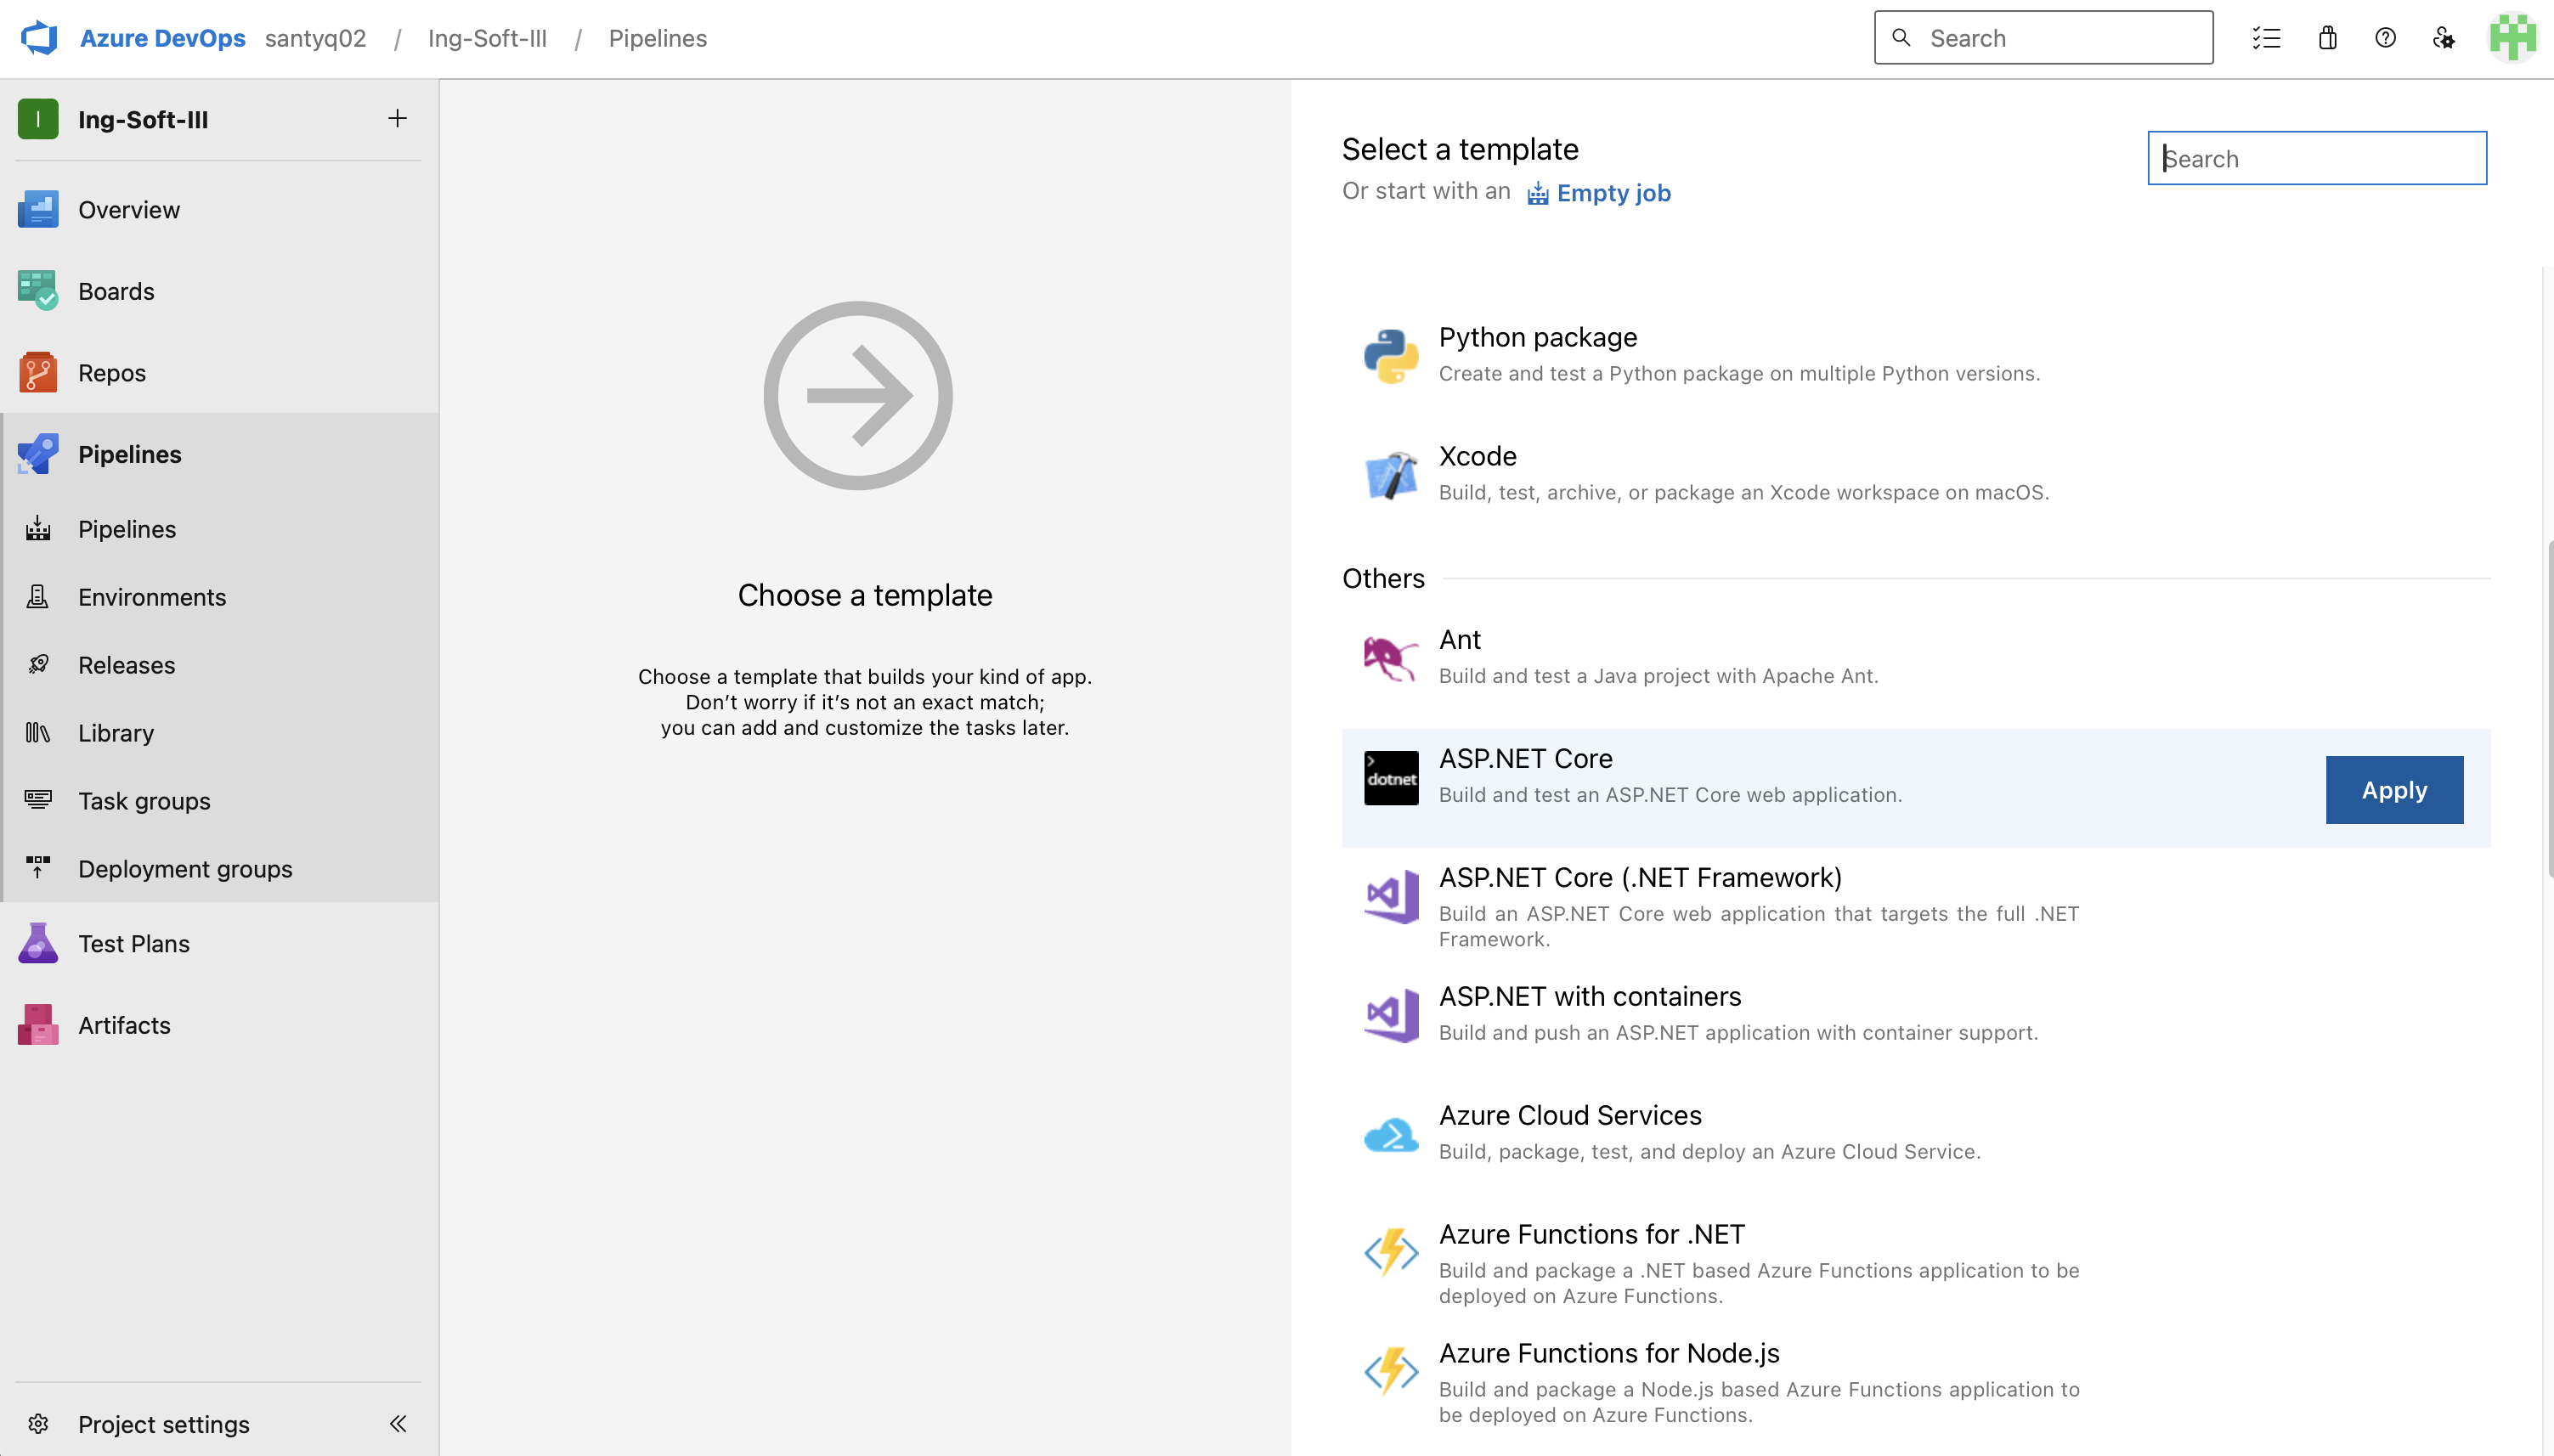 Azure DevOps santyq02 / Ing-Soft-III / Pipelines
Search
I Ing-Soft-III
Overview
Boards
Repos
Pipelines
Pipelines
Environments
Releases
Library
Task groups
Deployment groups
Test Plans
Artifacts
Project settings
Choose a template
Choose a template that builds your kind of app.
Don’t worry if it’s not an exact match;
you can add and customize the tasks later.
Select a template
Or start with an Empty job
Search
Python package
Create and test a Python package on multiple Python versions.
Xcode
Build, test, archive, or package an Xcode workspace on macOS.
Others
Ant
Build and test a Java project with Apache Ant.
dotnet
ASP.NET Core
Build and test an ASP.NET Core web application.
Apply
ASP.NET Core (.NET Framework)
Build an ASP.NET Core web application that targets the full .NET
Framework.
ASP.NET with containers
Build and push an ASP.NET application with container support.
Azure Cloud Services
Build, package, test, and deploy an Azure Cloud Service.
Azure Functions for .NET
Build and package a .NET based Azure Functions application to be
deployed on Azure Functions.
Azure Functions for Node.js
Build and package a Node.js based Azure Functions application to
be deployed on Azure Functions.